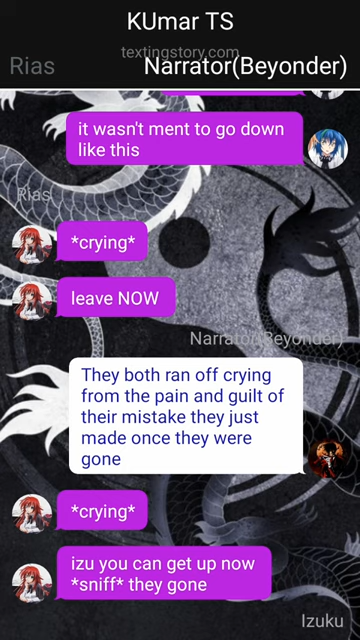 KUmar TS
textingstory.com
Rias
Narrator(Beyonder)
it wasn't ment to go down
like this
Rias
*crying*
leave NOW
Narrator(Beyonder)
They both ran off crying
from the pain and guilt of
their mistake they just
made once they were
gone
*crying*
izu you can get up now
*sniff* they gone
Izuku